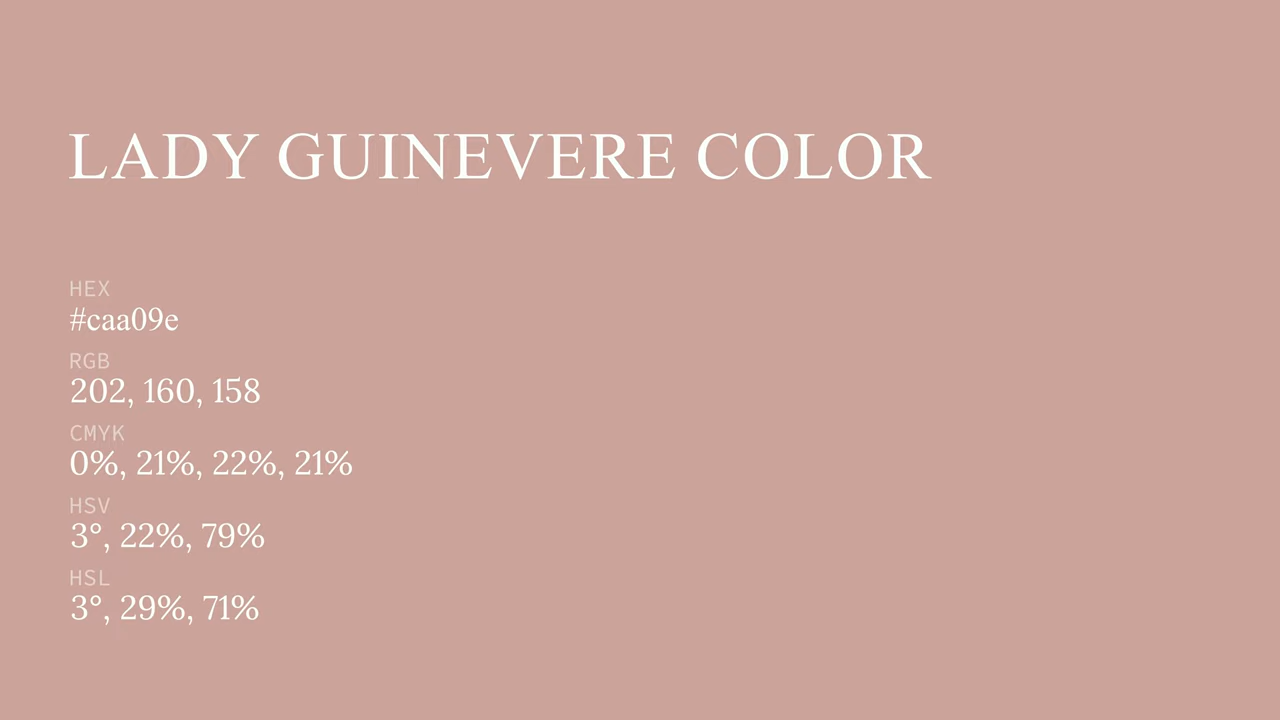 LADY GUINEVERE COLOR
HEX
#caa09e
RGB
202, 160, 158
CMYK
0%, 21%, 22%, 21%
HSV
3°, 22%, 79%
HSL
3°, 29%, 71%